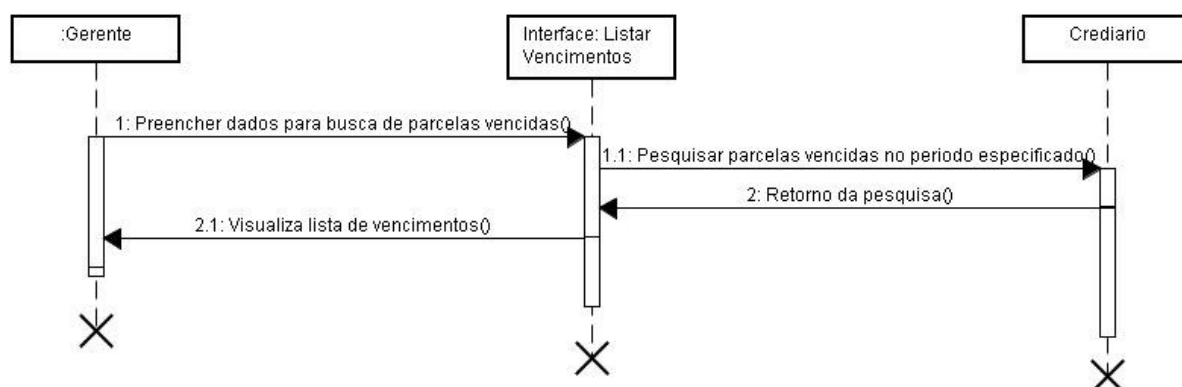 :Gerente
Interface: Listar
Vencimentos
Crediario
1: Preencher dados para busca de parcelas vencidas()
1.1: Pesquisar parcelas vencidas no periodo especificado()
2: Retorno da pesquisa()
2.1: Visualiza lista de vencimentos()